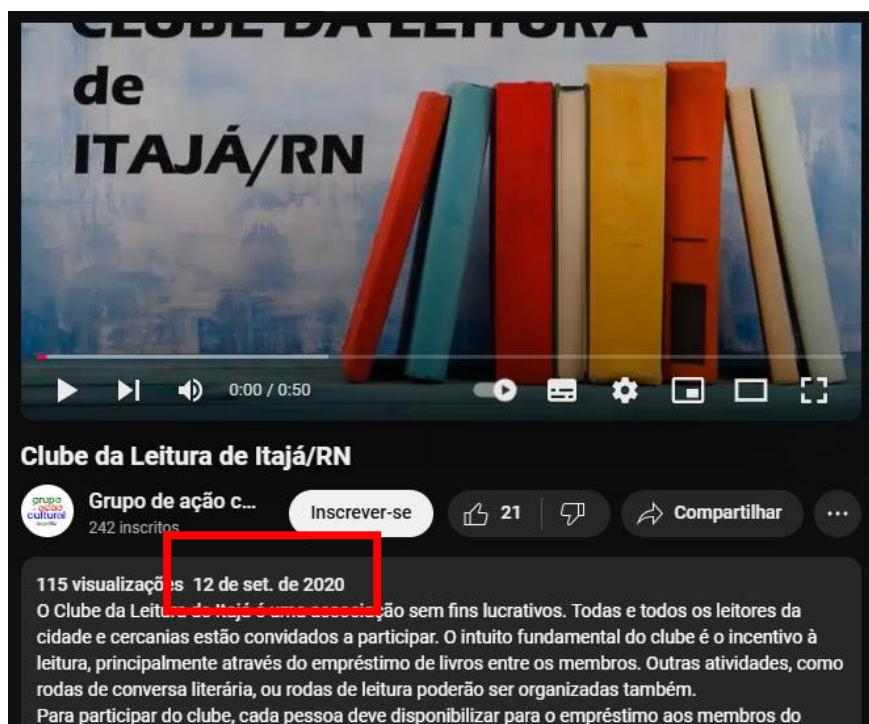 CLUBE DA LEITURA
de
ITAJÁ/RN
0:00 / 0:50
Clube da Leitura de Itajá/RN
grupo
de ação
cultural
Grupo de ação c...
242 inscritos
Inscrever-se
21
Compartilhar
115 visualizações 12 de set. de 2020
O Clube da Leitura de Itajá é uma associação sem fins lucrativos. Todas e todos os leitores da
cidade e cercanias estão convidados a participar. O intuito fundamental do clube é o incentivo à
leitura, principalmente através do empréstimo de livros entre os membros. Outras atividades, como
rodas de conversa literária, ou rodas de leitura poderão ser organizadas também.
Para participar do clube, cada pessoa deve disponibilizar para o empréstimo aos membros do